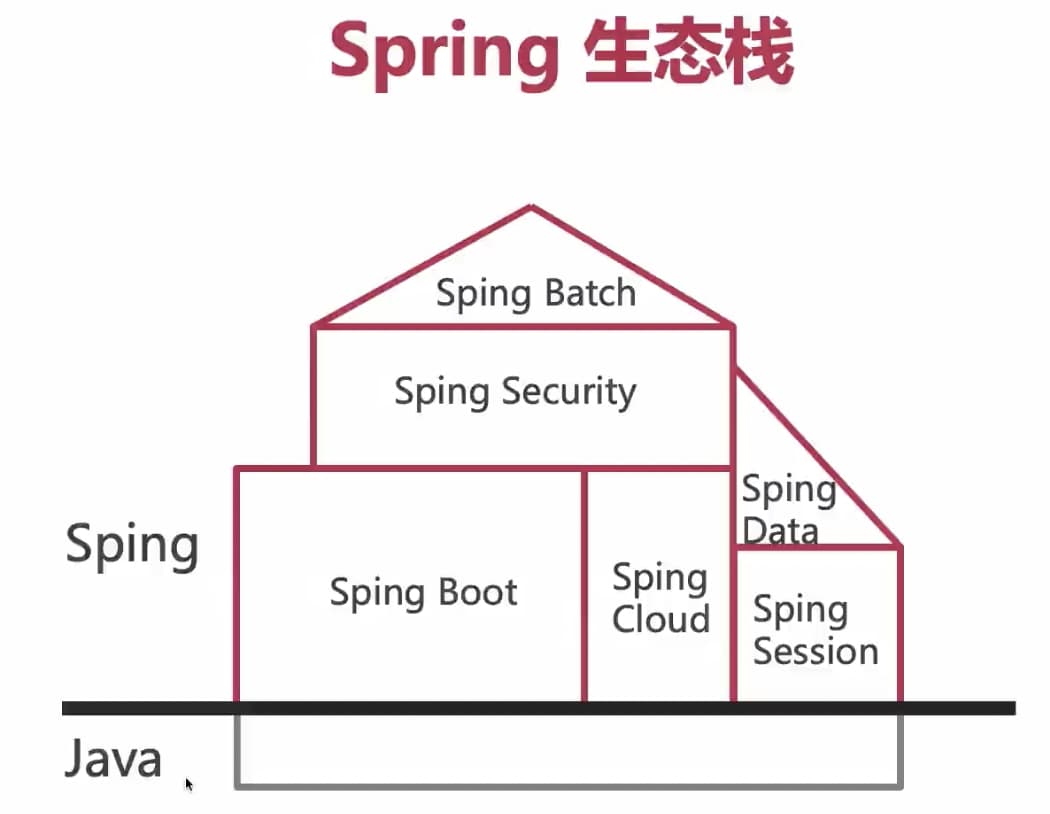 Spring 生态栈
Sping Batch
Sping Security
Sping
Data
Sping
Sping Boot
Sping
Cloud
Sping
Session
Java